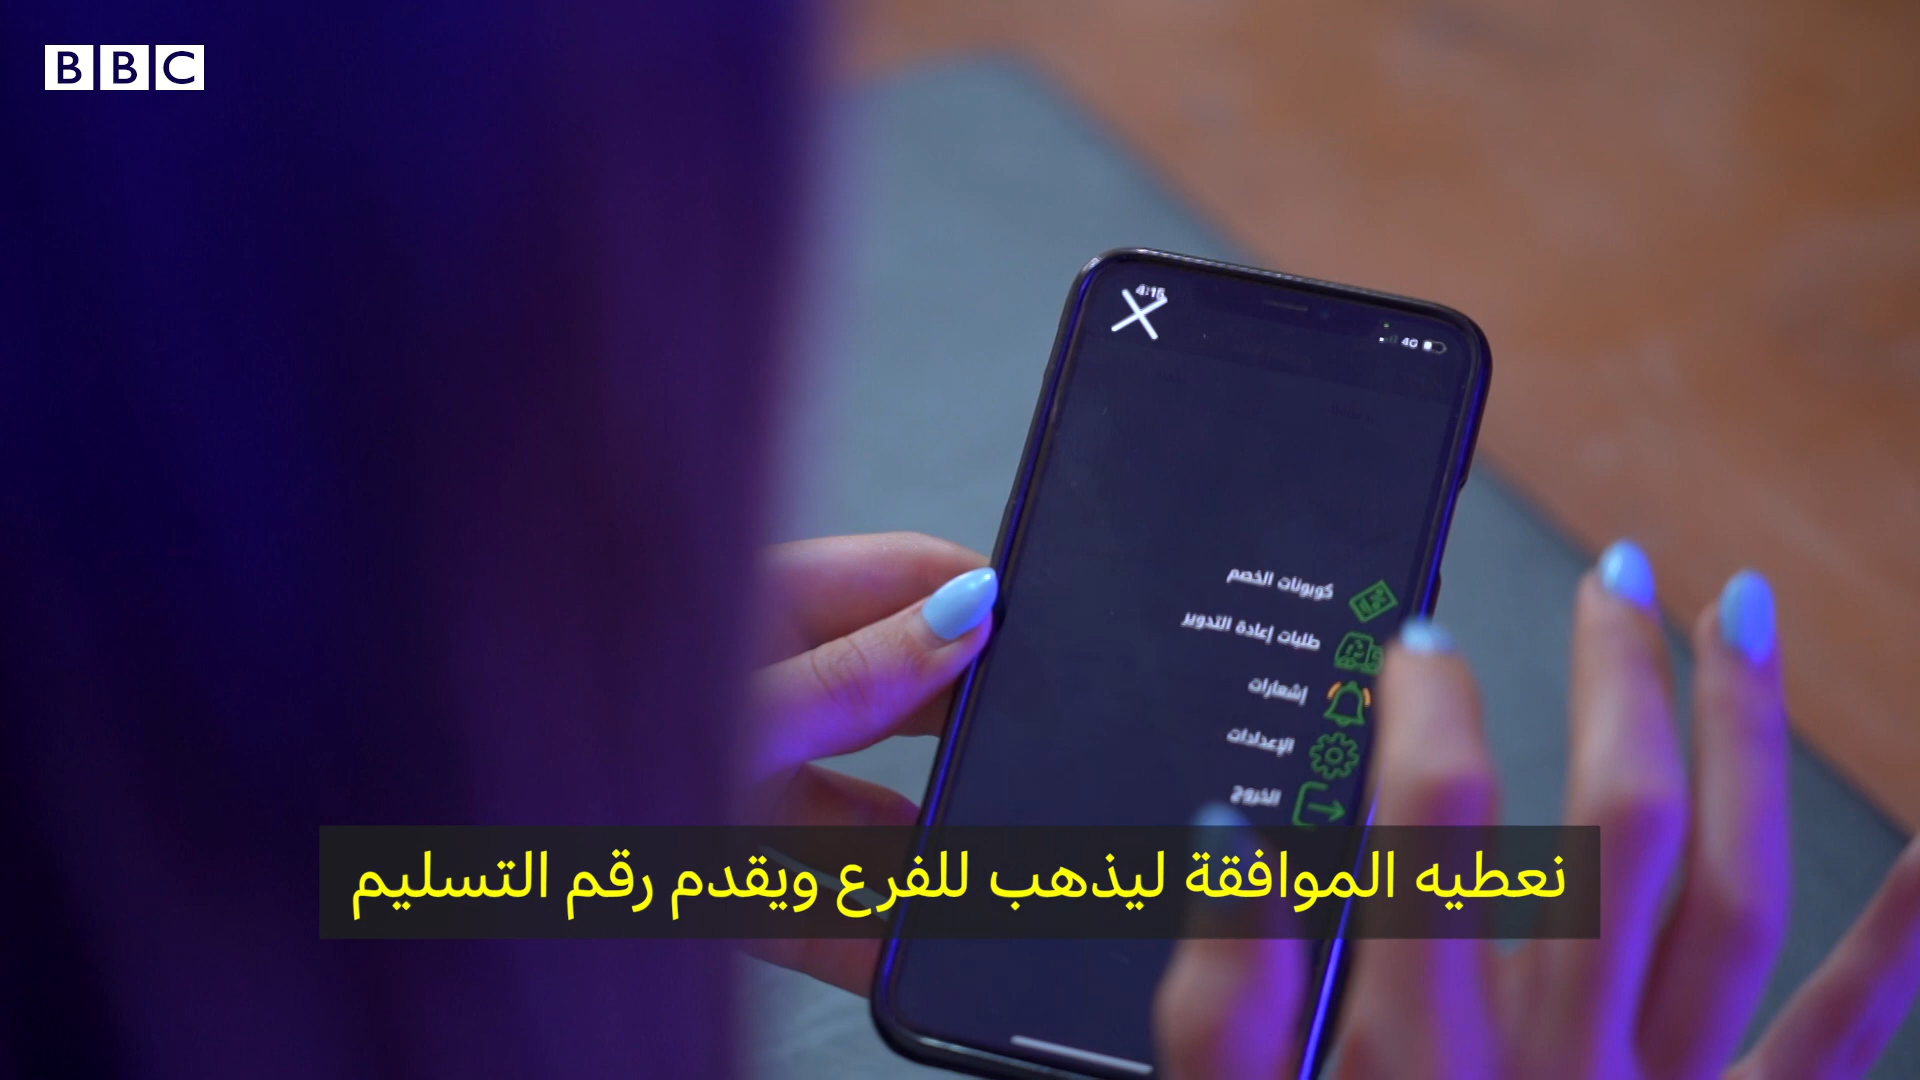 BBC
4:15
4G
كوبونات الخصم
طلبات إعادة التدوير
إشعارات
الإعدادات
الخروج
نعطيه الموافقة ليذهب للفرع ويقدم رقم التسليم